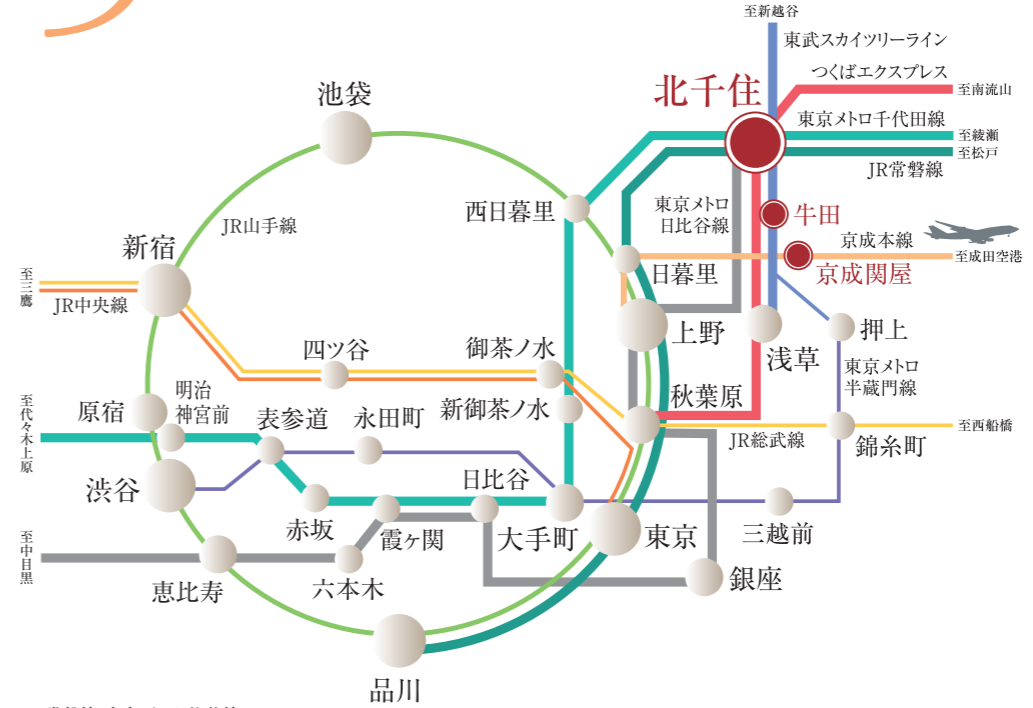 至新越谷
東武スカイツリーライン
つくばエクスプレス
至南流山
北千住
東京メトロ千代田線
至綾瀬
至松戸
JR常磐線
池袋
西日暮里
東京メトロ
日比谷線
牛田
京成本線
至成田空港
京成関屋
JR山手線
新宿
日暮里
至三鷹
JR中央線
上野
浅草
押上
四ツ谷
御茶ノ水
東京メトロ
半蔵門線
秋葉原
明治
神宮前
原宿
表参道
永田町
新御茶ノ水
至代々木上原
JR総武線
錦糸町
至西船橋
渋谷
日比谷
赤坂
霞ヶ関
大手町
東京
三越前
至中目黒
恵比寿
六本木
銀座
品川